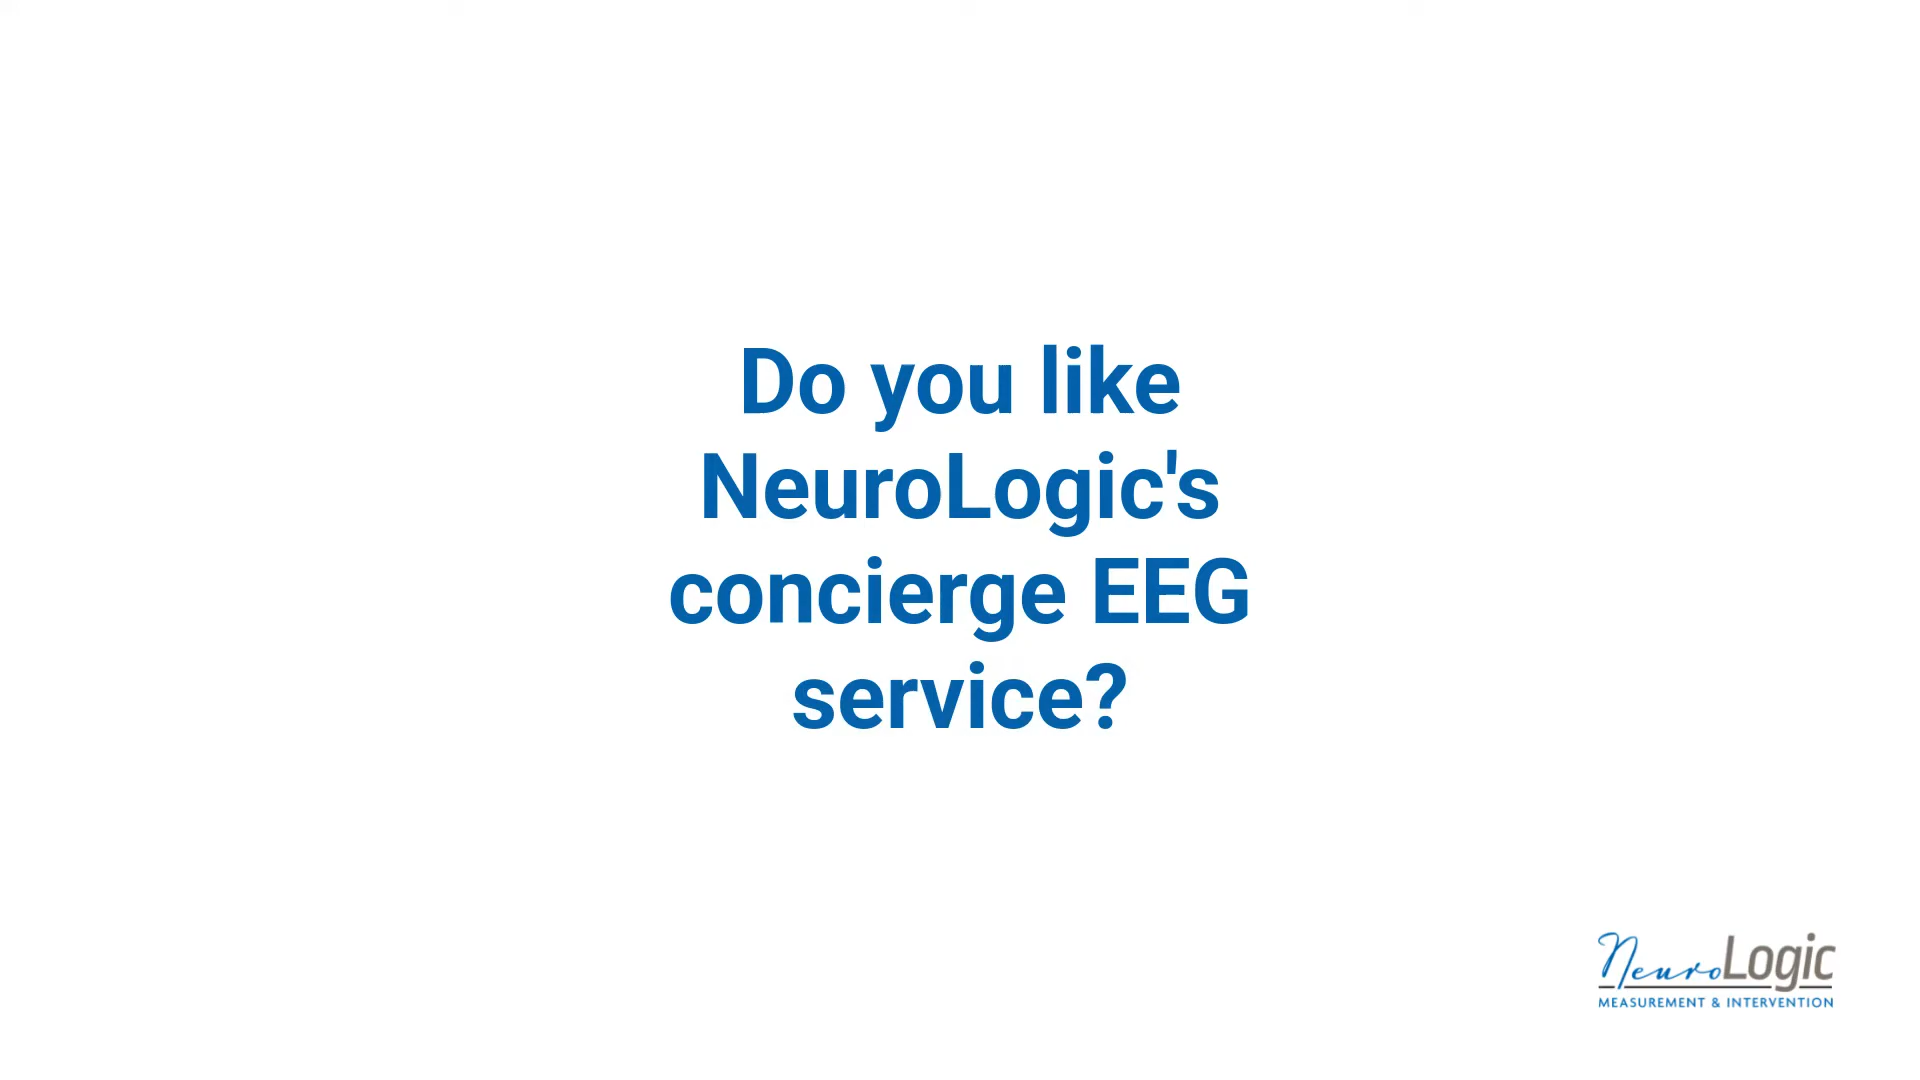 Do you like
NeuroLogic's
concierge EEG
service?
NeuroLogic
MEASUREMENT & INTERVENTION